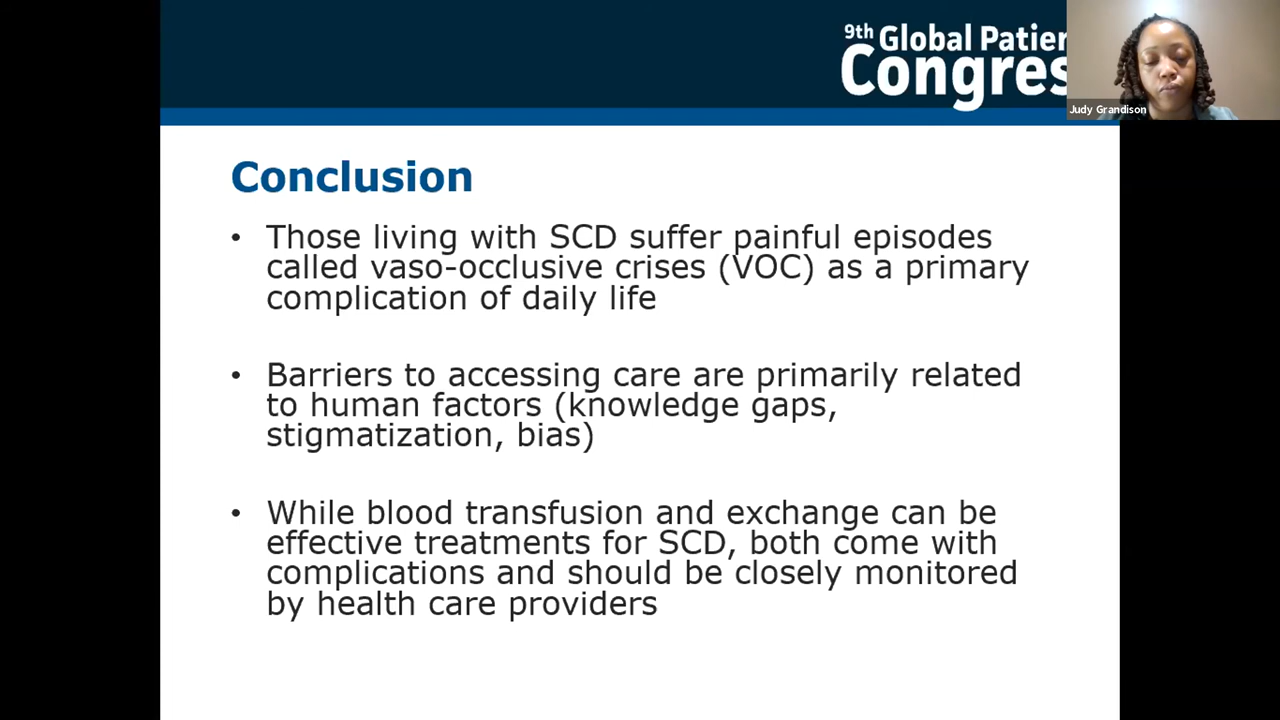 9th Global Patien
Congres
Judy Grandison
Conclusion
• Those living with SCD suffer painful episodes
called vaso-occlusive crises (VOC) as a primary
complication of daily life
• Barriers to accessing care are primarily related
to human factors (knowledge gaps,
stigmatization, bias)
• While blood transfusion and exchange can be
effective treatments for SCD, both come with
complications and should be closely monitored
by health care providers